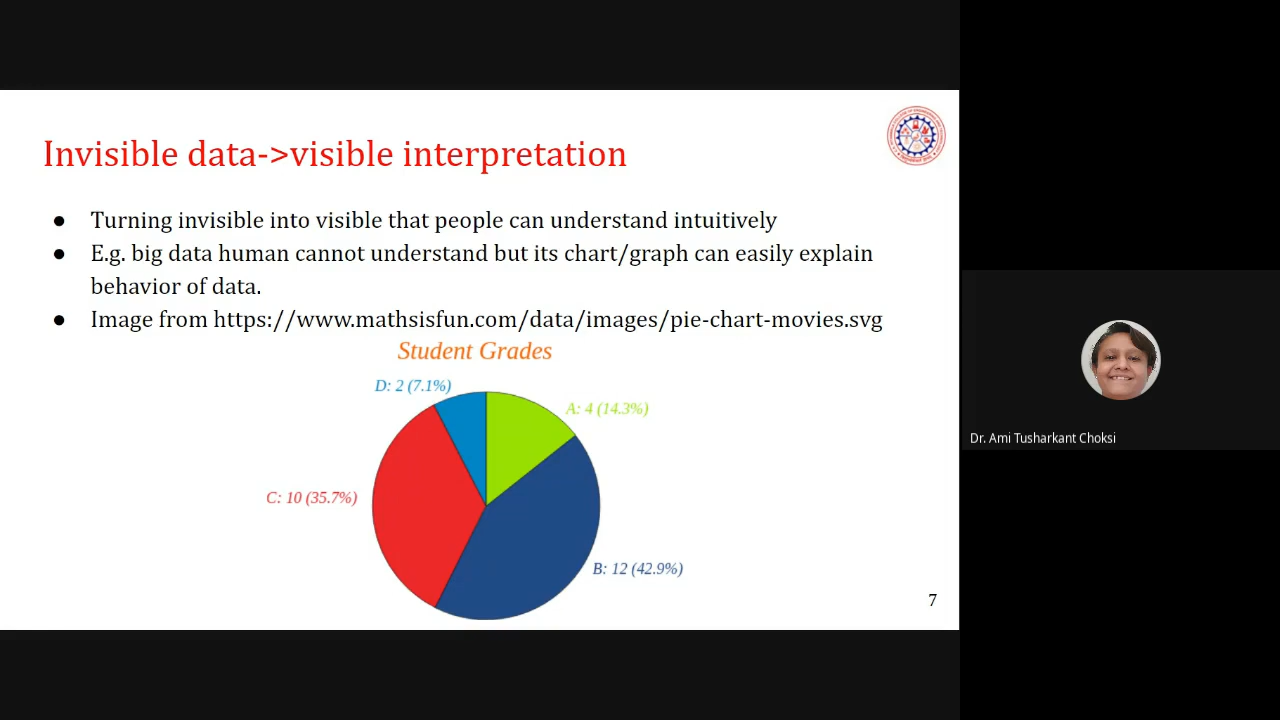 Invisible data->visible interpretation
● Turning invisible into visible that people can understand intuitively
● E.g. big data human cannot understand but its chart/graph can easily explain
behavior of data.
● Image from https://www.mathsisfun.com/data/images/pie-chart-movies.svg
Student Grades
D: 2 (7.1%)
A: 4 (14.3%)
C: 10 (35.7%)
B: 12 (42.9%)
7
Dr. Ami Tusharkant Choksi